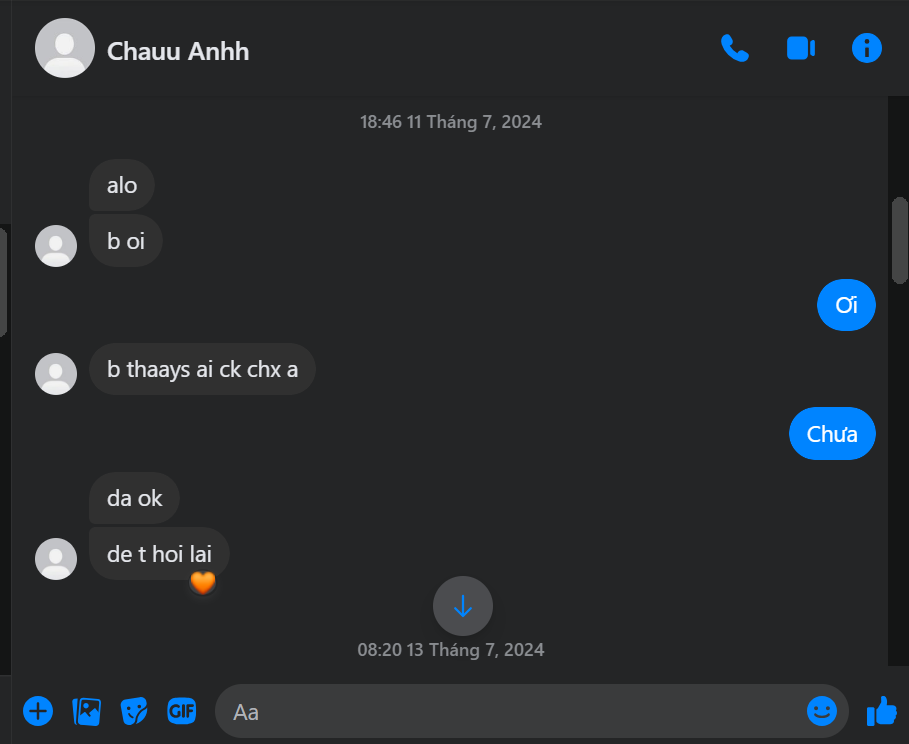 Chauu Anhh
18:46 11 Tháng 7, 2024
alo
b oi
Ơi
b thaays ai ck chx a
Chưa
da ok
de t hoi lai
08:20 13 Tháng 7, 2024
GIF
Aa